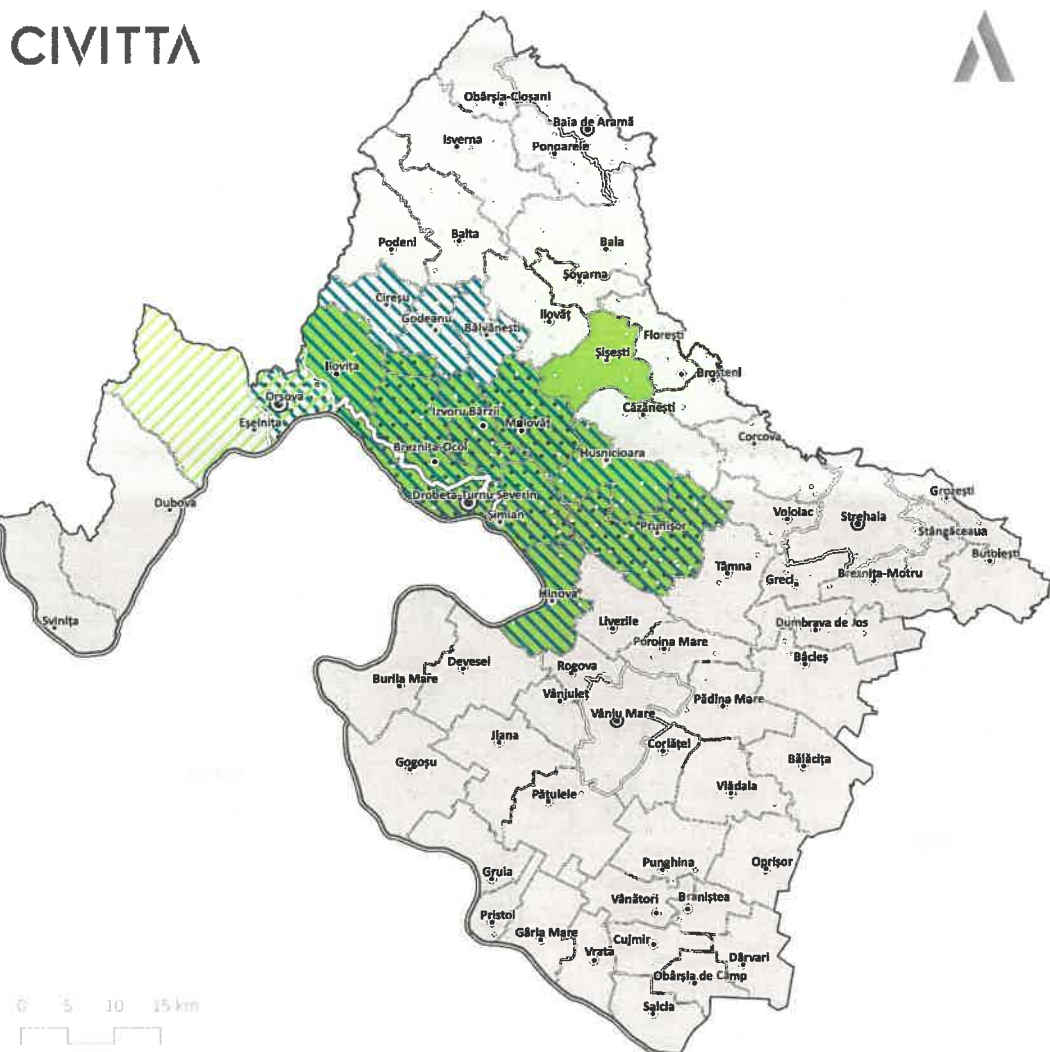 CIVITTA
Obârșia-Cloșani
Baia de Aramă
Isverna
Ponoarele
Podeni
Balta
Bala
Șovarna
Cireșu
Godeanu
Bâlvănești
Ilovăț
Florești
Șișești
Broșteni
Ilovița
Căzănești
Orșova
Eșelnița
Izvoru Bârzii
Malovăț
Corcova
Breznița-Ocol
Husnicioara
Dubova
Drobeta-Turnu Severin
Șimian
Prunișor
Grozești
Voloiac
Strehaia
Stângăceaua
Butoiești
Tâmna
Greci
Breznița-Motru
Hinova
Svinița
Livezile
Dumbrava de Jos
Poroina Mare
Bâcleș
Devesel
Rogova
Burila Mare
Vânjuleț
Pădina Mare
Vânju Mare
Jiana
Corlățel
Gogoșu
Bălăcița
Vlădaia
Pătulele
Punghina
Oprișor
Gruia
Vânători
Braniștea
Pristol
Gârla Mare
Cujmir
Vrata
Dârvari
Obârșia de Câmp
Salcia
0 5 10 15 km